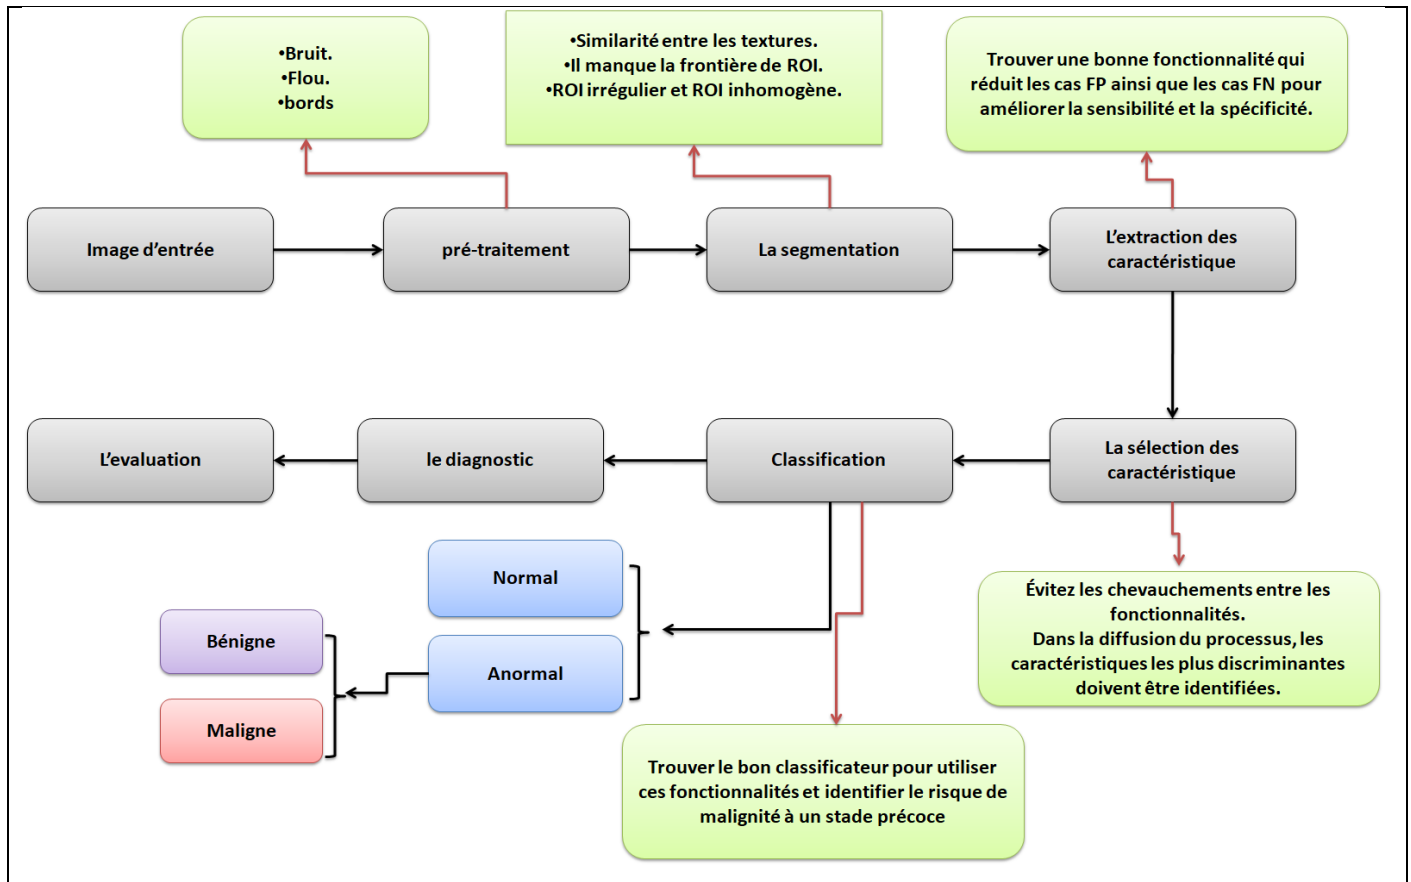 •Bruit.
•Flou.
•bords
•Similarité entre les textures.
•Il manque la frontière de ROI.
•ROI irrégulier et ROI inhomogène.
Trouver une bonne fonctionnalité qui
réduit les cas FP ainsi que les cas FN pour
améliorer la sensibilité et la spécificité.
Image d’entrée
pré-traitement
La segmentation
L’extraction des
caractéristique
L’evaluation
le diagnostic
Classification
La sélection des
caractéristique
Normal
Anormal
Bénigne
Maligne
Évitez les chevauchements entre les
fonctionnalités.
Dans la diffusion du processus, les
caractéristiques les plus discriminantes
doivent être identifiées.
Trouver le bon classificateur pour utiliser
ces fonctionnalités et identifier le risque de
malignité à un stade précoce